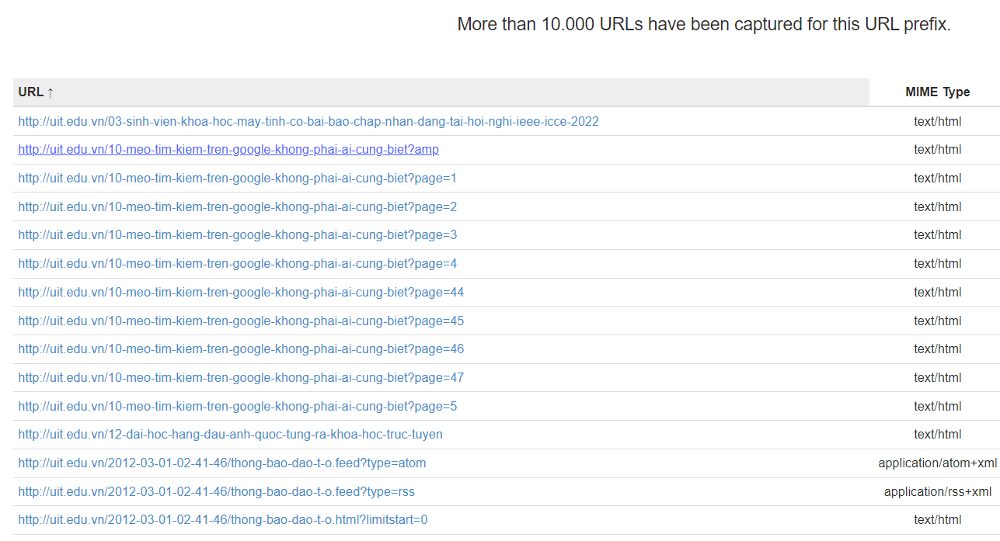 More than 10.000 URLs have been captured for this URL prefix.
URL ↑ MIME Type
http://uit.edu.vn/03-sinh-vien-khoa-hoc-may-tinh-co-bai-bao-chap-nhan-dang-tai-hoi-nghi-ieee-icce-2022 text/html
http://uit.edu.vn/10-meo-tim-kiem-tren-google-khong-phai-ai-cung-biet?amp text/html
http://uit.edu.vn/10-meo-tim-kiem-tren-google-khong-phai-ai-cung-biet?page=1 text/html
http://uit.edu.vn/10-meo-tim-kiem-tren-google-khong-phai-ai-cung-biet?page=2 text/html
http://uit.edu.vn/10-meo-tim-kiem-tren-google-khong-phai-ai-cung-biet?page=3 text/html
http://uit.edu.vn/10-meo-tim-kiem-tren-google-khong-phai-ai-cung-biet?page=4 text/html
http://uit.edu.vn/10-meo-tim-kiem-tren-google-khong-phai-ai-cung-biet?page=44 text/html
http://uit.edu.vn/10-meo-tim-kiem-tren-google-khong-phai-ai-cung-biet?page=45 text/html
http://uit.edu.vn/10-meo-tim-kiem-tren-google-khong-phai-ai-cung-biet?page=46 text/html
http://uit.edu.vn/10-meo-tim-kiem-tren-google-khong-phai-ai-cung-biet?page=47 text/html
http://uit.edu.vn/10-meo-tim-kiem-tren-google-khong-phai-ai-cung-biet?page=5 text/html
http://uit.edu.vn/12-dai-hoc-hang-dau-anh-quoc-tung-ra-khoa-hoc-truc-tuyen text/html
http://uit.edu.vn/2012-03-01-02-41-46/thong-bao-dao-t-o.feed?type=atom application/atom+xml
http://uit.edu.vn/2012-03-01-02-41-46/thong-bao-dao-t-o.feed?type=rss application/rss+xml
http://uit.edu.vn/2012-03-01-02-41-46/thong-bao-dao-t-o.html?limitstart=0 text/html